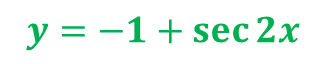 y = −1 + sec 2x